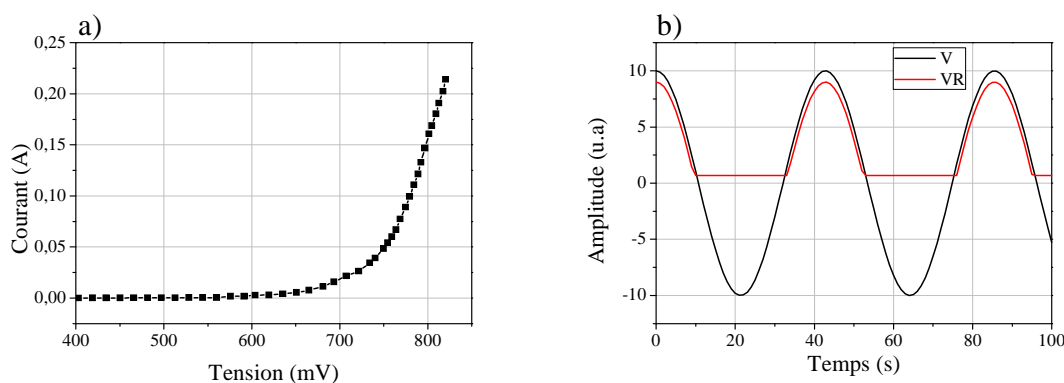 a)
0,25
0,20
0,15
0,10
0,05
0,00
Courant (A)
400 500 600 700 800
Tension (mV)
b)
V
VR
10
5
0
-5
-10
Amplitude (u.a)
0 20 40 60 80 100
Temps (s)